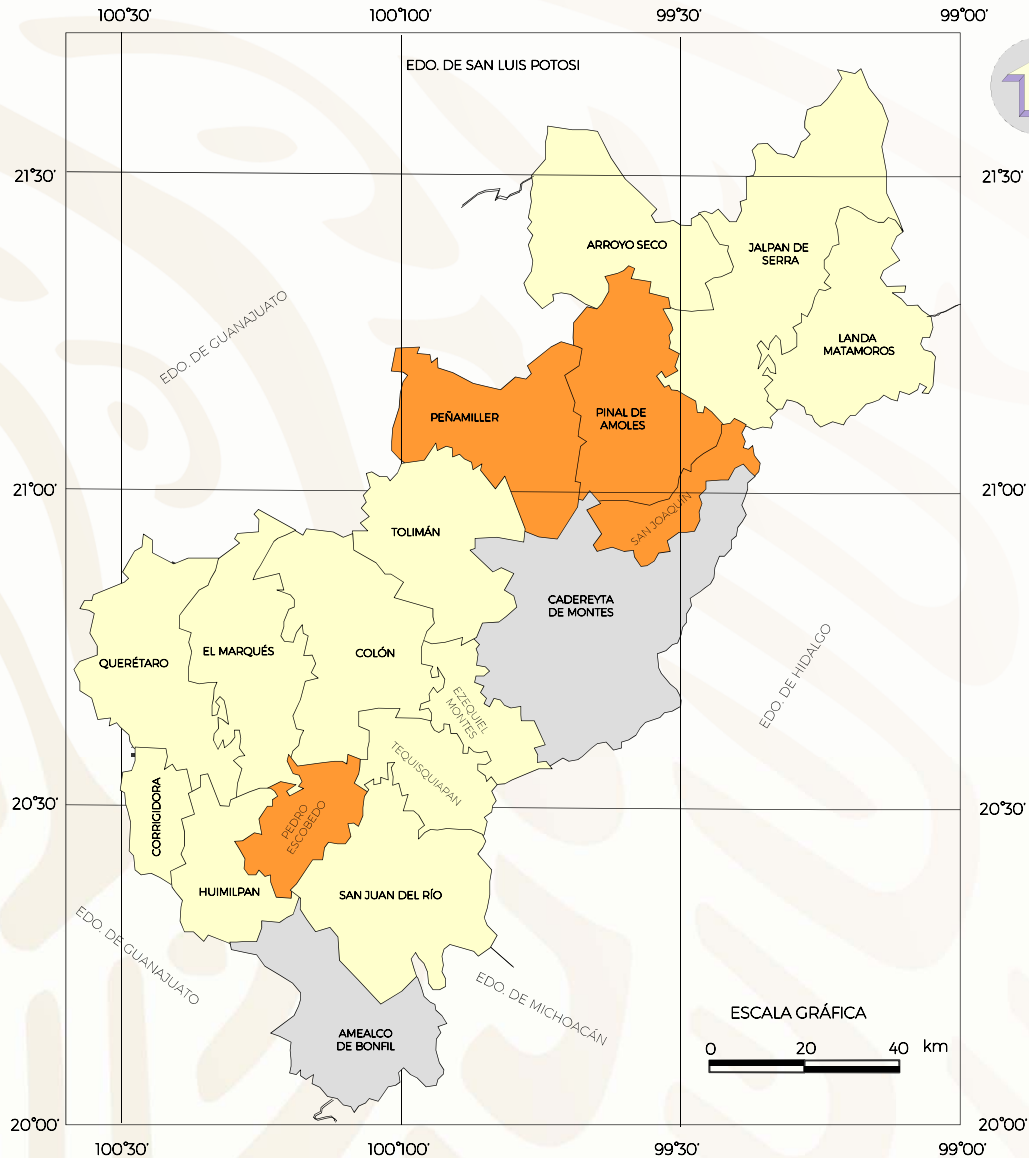 100°30'
100°100'
99°30'
99°00'
EDO. DE SAN LUIS POTOSI
21°30'
21°30'
ARROYO SECO
JALPAN DE
SERRA
EDO. DE GUANAJUATO
LANDA
MATAMOROS
PEÑAMILLER
PINAL DE
AMOLES
21°00'
21°00'
SAN JOAQUIN
TOLIMÁN
CADEREYTA
DE MONTES
QUERÉTARO
EL MARQUÉS
COLÓN
EDO. DE HIDALGO
EZEQUIEL
MONTES
TEQUISQUIAPAN
20°30'
20°30'
CORRIGIDORA
PEDRO
ESCOBEDO
HUIMILPAN
SAN JUAN DEL RÍO
EDO. DE GUANAJUATO
EDO. DE MICHOACÁN
ESCALA GRÁFICA
AMEALCO
DE BONFIL
0 20 40 km
20°00'
20°00'
100°30'
100°100'
99°30'
99°00'